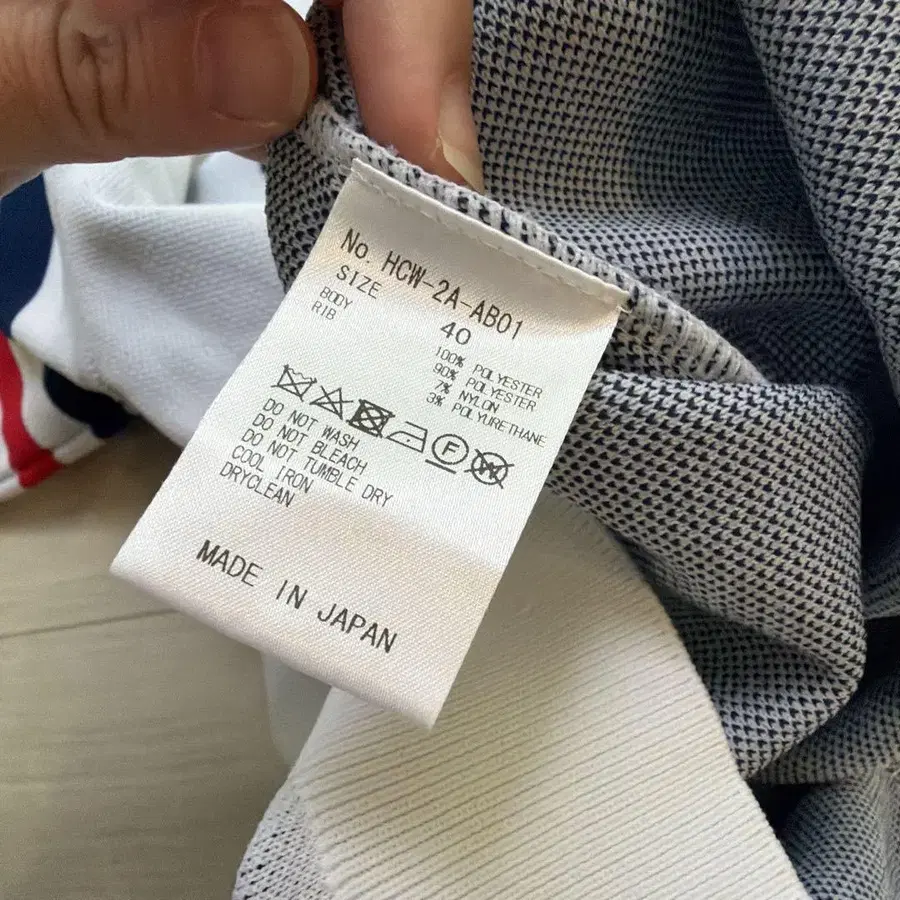 No. HCW-2A-AB01
SIZE 40
BODY 100% POLYESTER
RIB 90% POLYESTER
7% NYLON
3% POLYURETHANE
F W
DO NOT WASH
DO NOT BLEACH
DO NOT TUMBLE DRY
COOL IRON
DRYCLEAN
MADE IN JAPAN